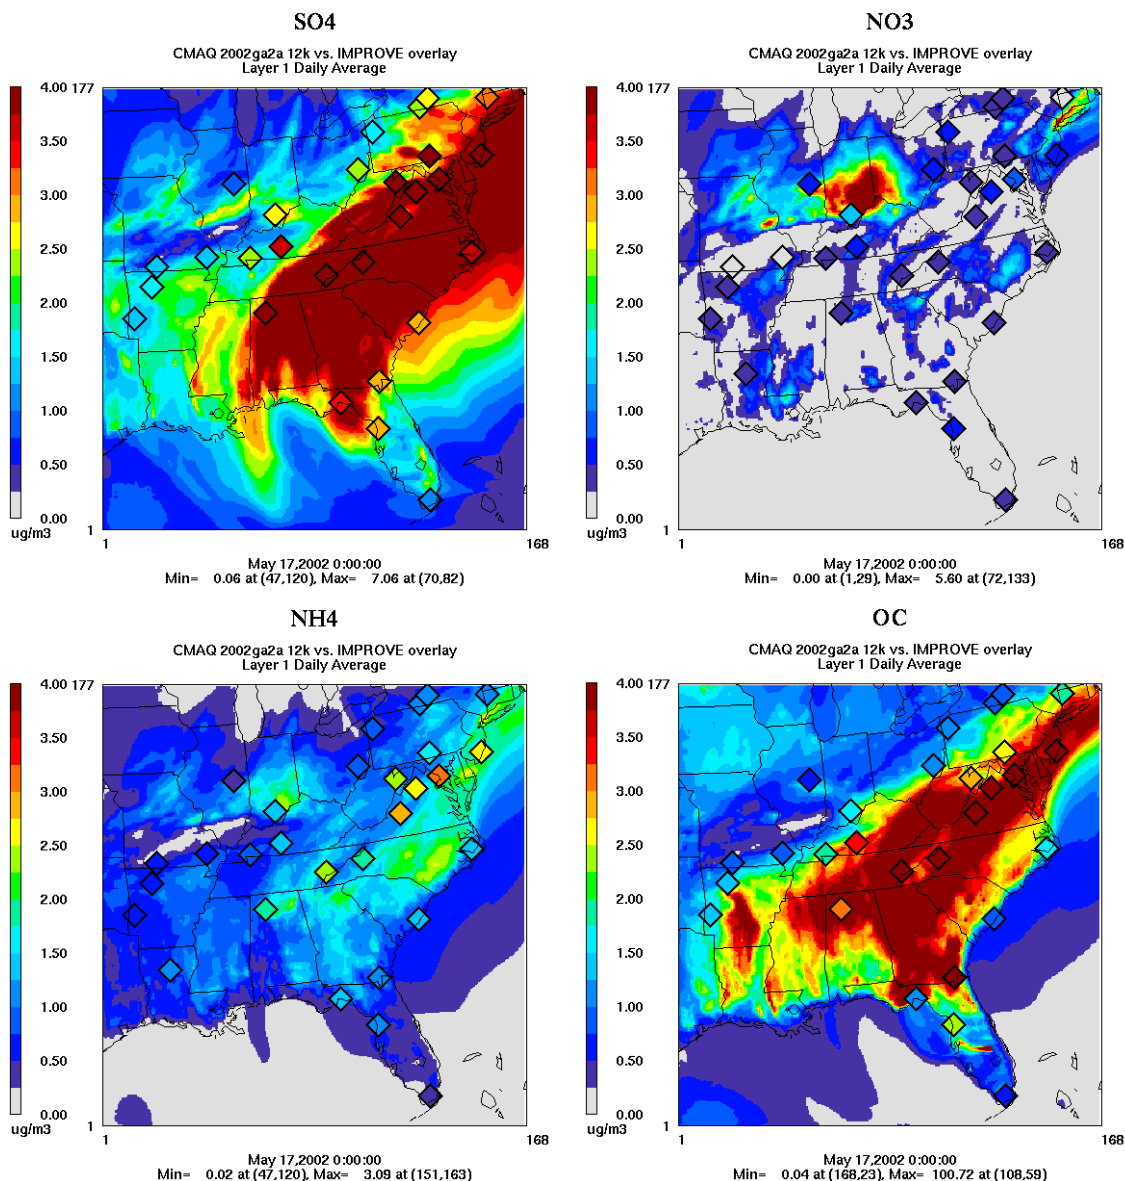 SO4
CMAQ 2002ga2a 12k vs. IMPROVE overlay
Layer 1 Daily Average
4.00 177
3.50
3.00
2.50
2.00
1.50
1.00
0.50
0.00
ug/m3
1
1 168
May 17,2002 0:00:00
Min= 0.06 at (47,120), Max= 7.06 at (70,82)
NO3
CMAQ 2002ga2a 12k vs. IMPROVE overlay
Layer 1 Daily Average
4.00 177
3.50
3.00
2.50
2.00
1.50
1.00
0.50
0.00
ug/m3
1
1 168
May 17,2002 0:00:00
Min= 0.00 at (1,29), Max= 5.60 at (72,133)
NH4
CMAQ 2002ga2a 12k vs. IMPROVE overlay
Layer 1 Daily Average
4.00 177
3.50
3.00
2.50
2.00
1.50
1.00
0.50
0.00
ug/m3
1
1 168
May 17,2002 0:00:00
Min= 0.02 at (47,120), Max= 3.09 at (151,163)
OC
CMAQ 2002ga2a 12k vs. IMPROVE overlay
Layer 1 Daily Average
4.00 177
3.50
3.00
2.50
2.00
1.50
1.00
0.50
0.00
ug/m3
1
1 168
May 17,2002 0:00:00
Min= 0.04 at (168,23), Max= 100.72 at (108,59)